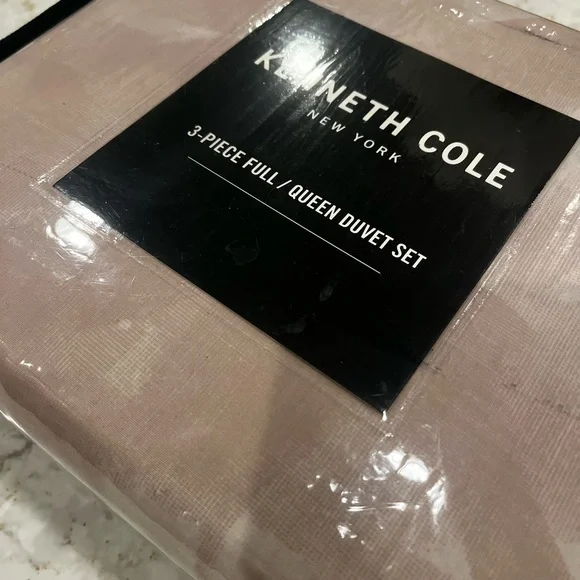 KENNETH COLE
NEW YORK
3-PIECE FULL / QUEEN DUVET SET